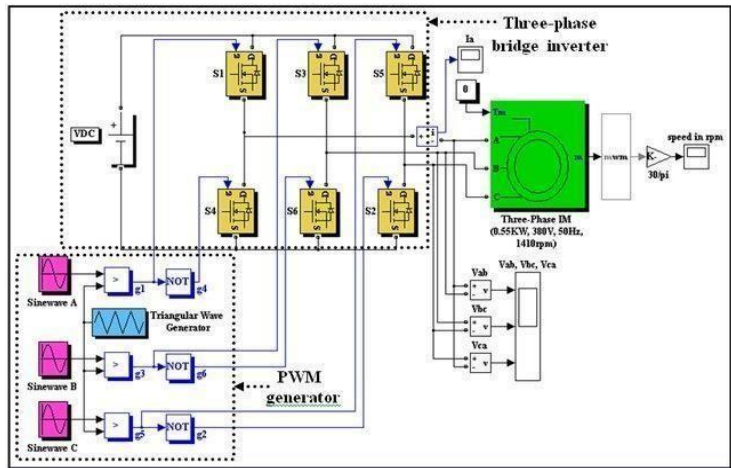 Three-phase
bridge inverter
Ia
S1
S3
S5
VDC
0
Tm
A
B
C
m
wm
K-
30/pi
speed in rpm
S4
S6
S2
Three-Phase IM
(0.55KW, 380V, 50Hz,
1410rpm)
Sinewave A
>
g1
NOT
g4
Triangular Wave
Generator
Sinewave B
>
g3
NOT
g6
Sinewave C
>
g5
NOT
g2
PWM
generator
Vab
Vbc
Vca
Vab, Vbc, Vca
+
-
v
+
-
v
+
-
v